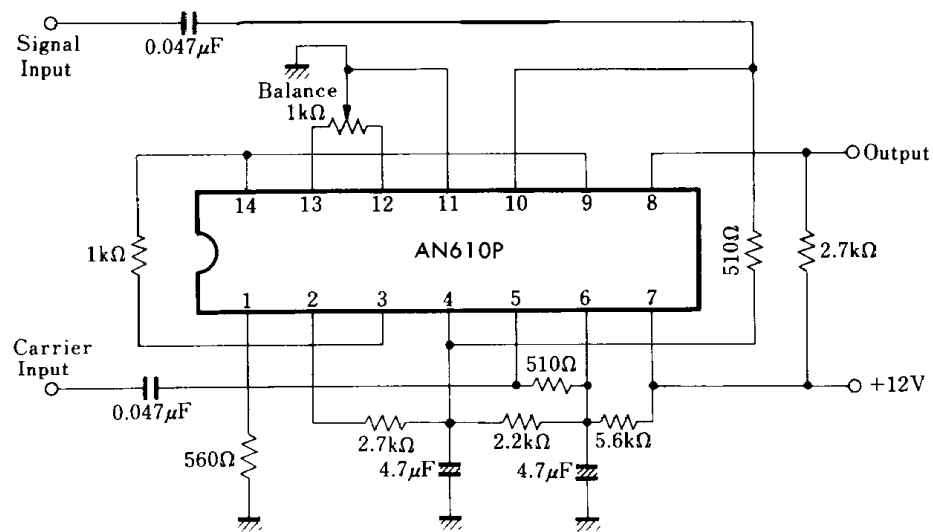 Signal
Input
0.047μF
Balance
1kΩ
Output
14 13 12 11 10 9 8
1kΩ
AN610P
510Ω
2.7kΩ
1 2 3 4 5 6 7
Carrier
Input
0.047μF
510Ω
+12V
2.7kΩ
2.2kΩ
5.6kΩ
560Ω
4.7μF
4.7μF